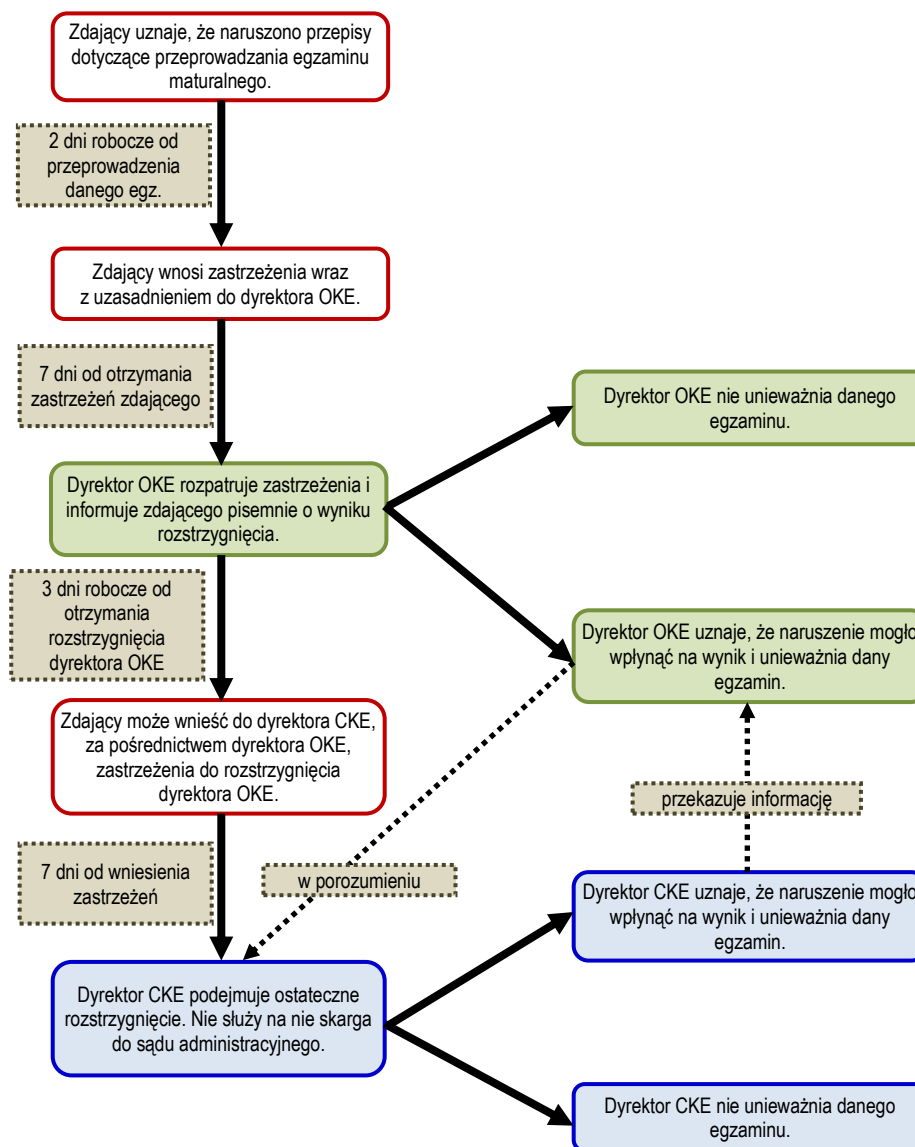 Zdający uznaje, że naruszono przepisy
dotyczące przeprowadzania egzaminu
maturalnego.
2 dni robocze od
przeprowadzenia
danego egz.
Zdający wnosi zastrzeżenia wraz
z uzasadnieniem do dyrektora OKE.
7 dni od otrzymania
zastrzeżeń zdającego
Dyrektor OKE nie unieważnia danego
egzaminu.
Dyrektor OKE rozpatruje zastrzeżenia i
informuje zdającego pisemnie o wyniku
rozstrzygnięcia.
3 dni robocze od
otrzymania
rozstrzygnięcia
dyrektora OKE
Dyrektor OKE uznaje, że naruszenie mogło
wpłynąć na wynik i unieważnia dany
egzamin.
Zdający może wnieść do dyrektora CKE,
za pośrednictwem dyrektora OKE,
zastrzeżenia do rozstrzygnięcia
dyrektora OKE.
przekazuje informację
7 dni od wniesienia
zastrzeżeń
w porozumieniu
Dyrektor CKE uznaje, że naruszenie mogło
wpłynąć na wynik i unieważnia dany
egzamin.
Dyrektor CKE podejmuje ostateczne
rozstrzygnięcie. Nie służy na nie skarga
do sądu administracyjnego.
Dyrektor CKE nie unieważnia danego
egzaminu.